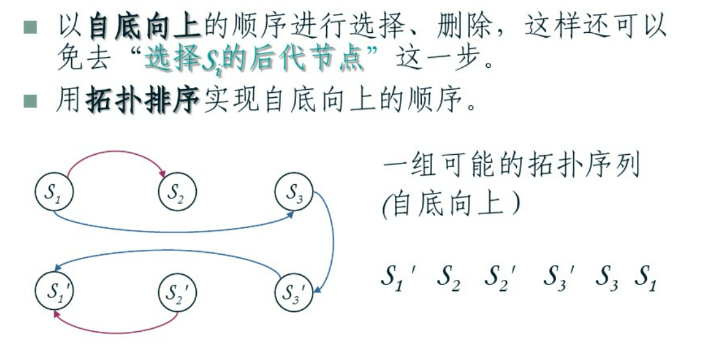 ■ 以自底向上的顺序进行选择、删除，这样还可以
免去“选择Si的后代节点”这一步。
■ 用拓扑排序实现自底向上的顺序。
一组可能的拓扑序列
(自底向上）
S1 S2 S3
S1' S2 S2' S3' S3 S1
S1' S2' S3'